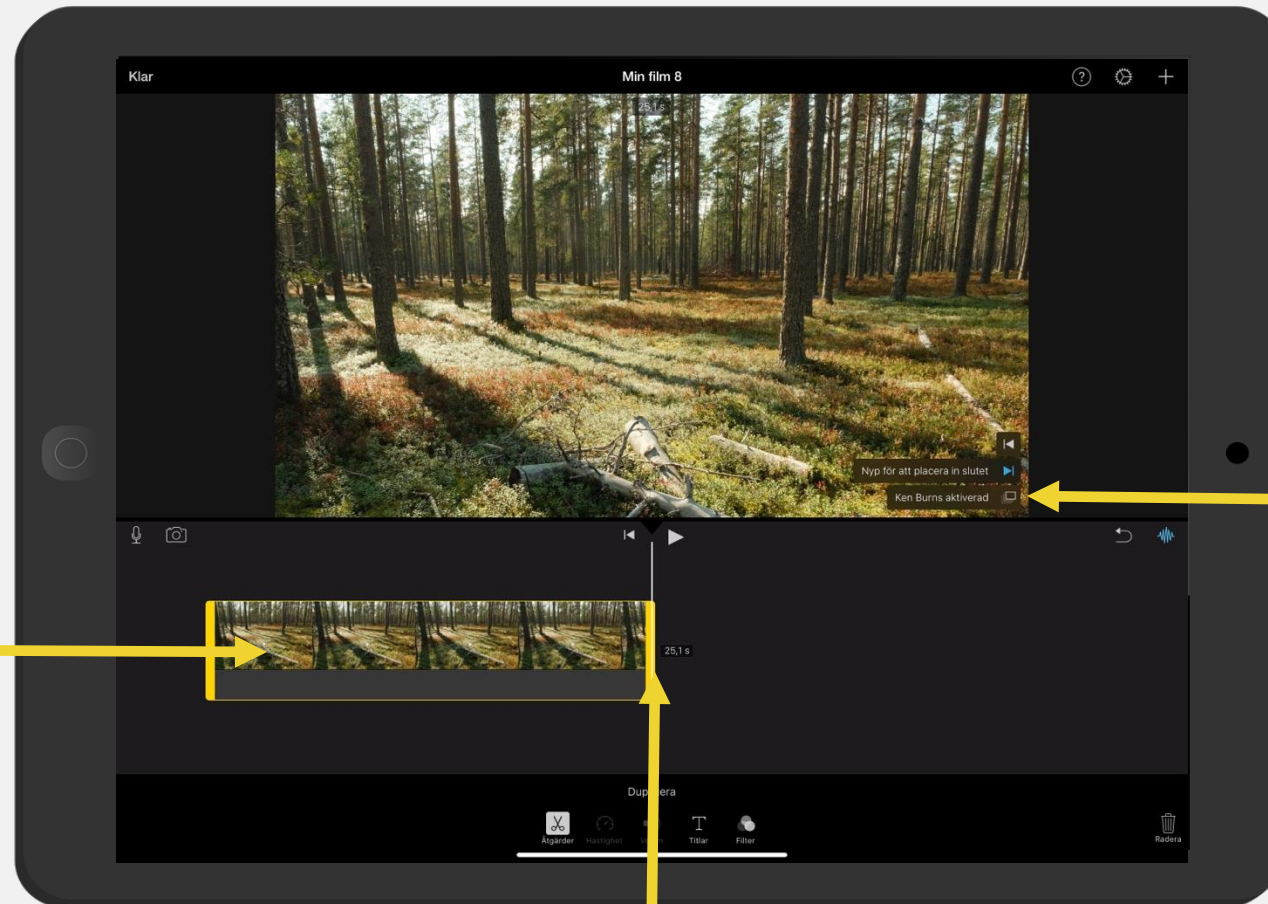 Klar
Min film 8
?
25,1 s
Nyp för att placera in slutet
Ken Burns aktiverad
25,1 s
Åtgärder
Hastighet
Titlar
Filter
Radera